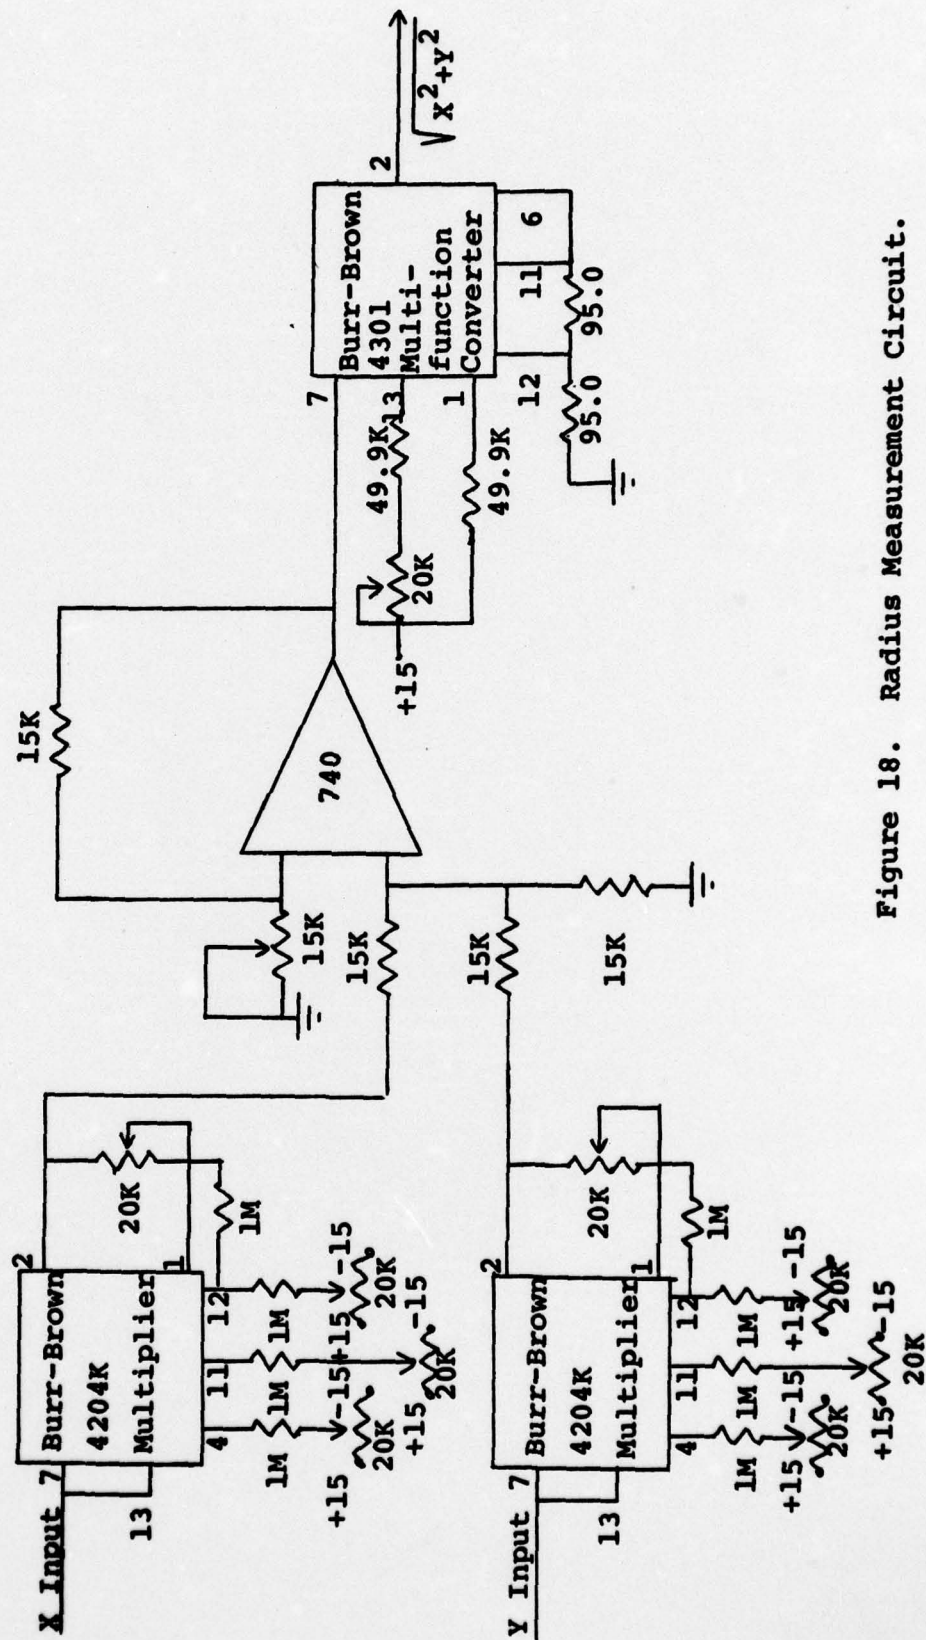 X Input
7
13
Burr-Brown
4204K
Multiplier
2
1
4
11
12
20K
1M
1M
1M
1M
+15
-15
20K
+15
-15
20K
+15
-15
20K
Y Input
7
13
Burr-Brown
4204K
Multiplier
2
1
4
11
12
20K
1M
1M
1M
1M
+15
-15
20K
+15
-15
20K
+15
-15
20K
15K
15K
15K
15K
15K
740
+15
20K
49.9K
49.9K
7
13
1
Burr-Brown
4301
Multi-
function
Converter
2
12
11
6
95.0
95.0
√X²+Y²
Figure 18. Radius Measurement Circuit.